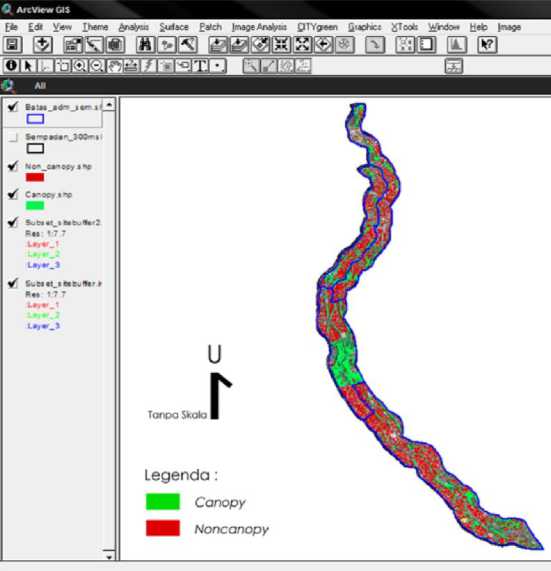 ArcView GIS
File Edit View Theme Analysis Surface Patch Image Analysis CITYgreen Graphics XTools Window Help Image
All
Batas_adm_sem.sl
Sempadan_300ms
Non_canopy.shp
Canopy.shp
Subset_sitebuffer2.
Res: 1:7.7
:Layer_1
:Layer_2
:Layer_3
Subset_sitebuffer.ir
Res: 1:7.7
:Layer_1
:Layer_2
:Layer_3
U
Tanpa Skala
Legenda :
Canopy
Noncanopy